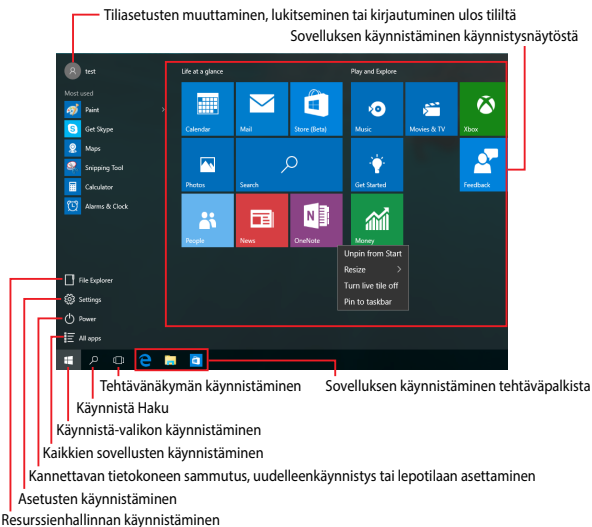 Tiliasetusten muuttaminen, lukitseminen tai kirjautuminen ulos tililtä
Sovelluksen käynnistäminen käynnistysnäytöstä
test
Life at a glance
Play and Explore
Most used
Paint
Get Skype
Maps
Snipping Tool
Calculator
Alarms & Clock
Calendar
Mail
Store (Beta)
Music
Movies & TV
Xbox
Photos
Search
Get Started
Feedback
People
News
OneNote
Money
Unpin from Start
Resize
Turn live tile off
Pin to taskbar
File Explorer
Settings
Power
All apps
Tehtävänäkymän käynnistäminen
Sovelluksen käynnistäminen tehtäväpalkista
Käynnistä Haku
Käynnistä-valikon käynnistäminen
Kaikkien sovellusten käynnistäminen
Kannettavan tietokoneen sammutus, uudelleenkäynnistys tai lepotilaan asettaminen
Asetusten käynnistäminen
Resurssienhallinnan käynnistäminen